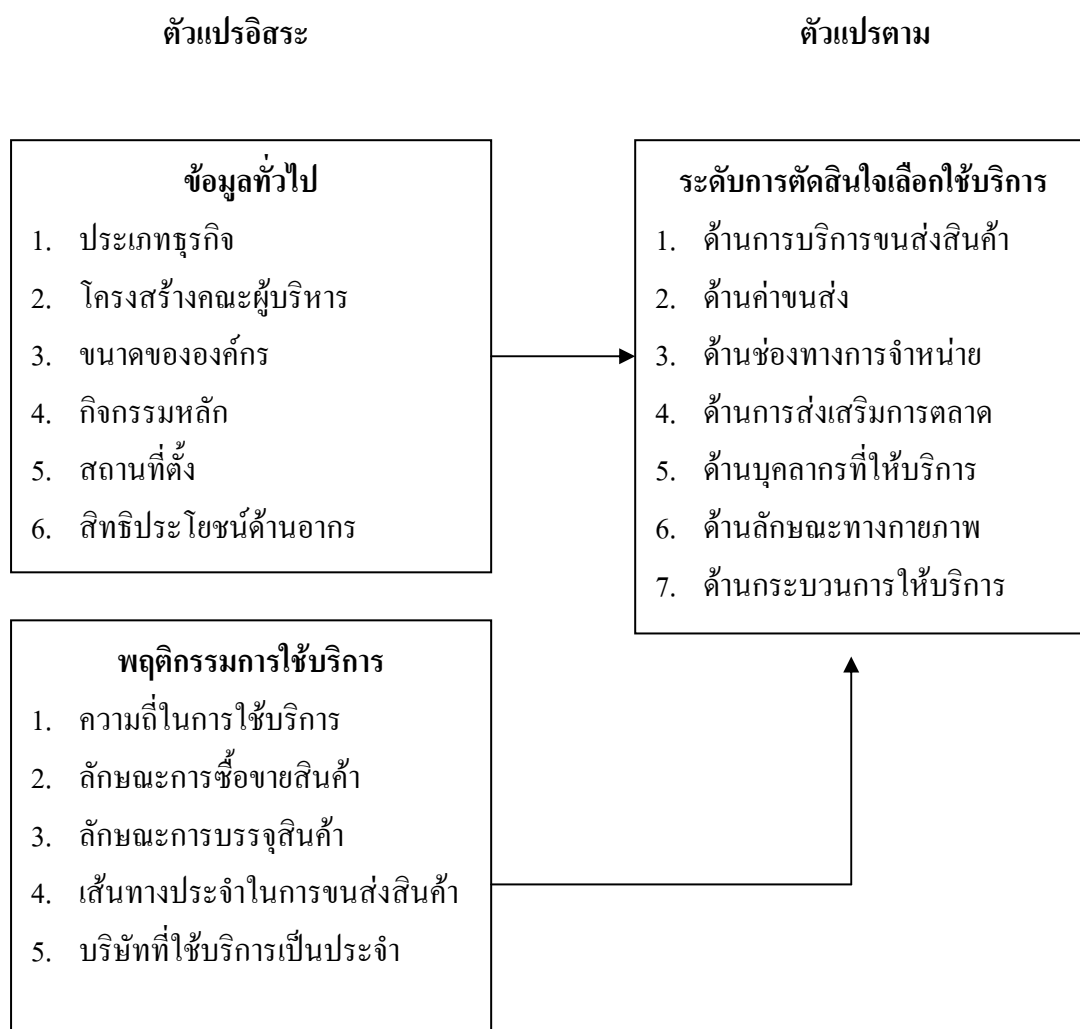 ตัวแปรอิสระ
ตัวแปรตาม
ข้อมูลทั่วไป
1. ประเภทธุรกิจ
2. โครงสร้างคณะผู้บริหาร
3. ขนาดขององค์กร
4. กิจกรรมหลัก
5. สถานที่ตั้ง
6. สิทธิประโยชน์ด้านอากร
ระดับการตัดสินใจเลือกใช้บริการ
1. ด้านการบริการขนส่งสินค้า
2. ด้านค่าขนส่ง
3. ด้านช่องทางการจำหน่าย
4. ด้านการส่งเสริมการตลาด
5. ด้านบุคลากรที่ให้บริการ
6. ด้านลักษณะทางกายภาพ
7. ด้านกระบวนการให้บริการ
พฤติกรรมการใช้บริการ
1. ความถี่ในการใช้บริการ
2. ลักษณะการซื้อขายสินค้า
3. ลักษณะการบรรจุสินค้า
4. เส้นทางประจำในการขนส่งสินค้า
5. บริษัทที่ใช้บริการเป็นประจำ